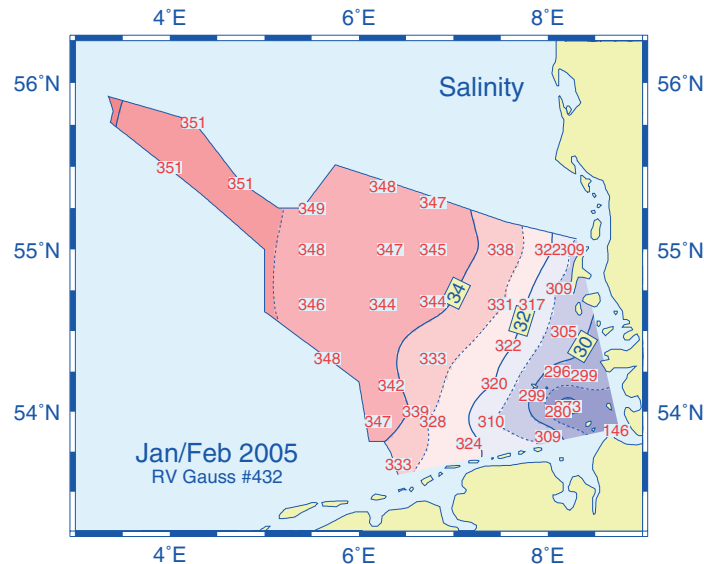 4°E 6°E 8°E
56°N 56°N
Salinity
351
351
351
348
349 347
348 347 345 338 322 309 55°N 55°N
309
346 344 344 34 331 317
32
305
322 30
348 333
296 299
342 320
299
273
54°N 339 280 54°N
347 328 310 146
309
324
Jan/Feb 2005
333
RV Gauss #432
4°E 6°E 8°E